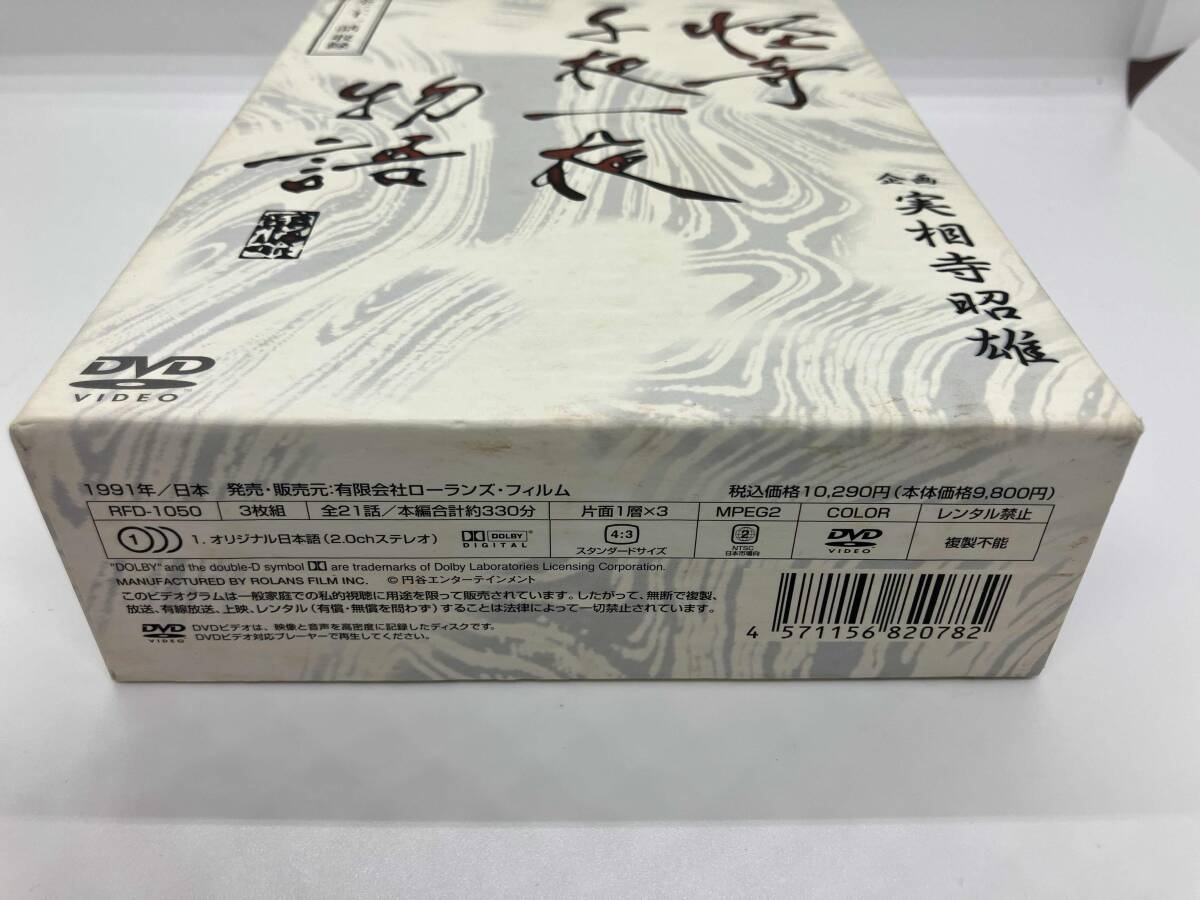 怪奇
千夜一夜
物語
企画
実相寺昭雄
DVD
VIDEO
1991年／日本　発売・販売元:有限会社ローランズ・フィルム
税込価格10,290円(本体価格9,800円)
RFD-1050 3枚組 全21話／本編合計約330分 片面1層×3 MPEG2 COLOR レンタル禁止
1. オリジナル日本語（2.0chステレオ）
DOLBY
DIGITAL
4:3
スタンダードサイズ
2
NTSC
日本市場向
DVD
VIDEO
複製不能
"DOLBY" and the double-D symbol are trademarks of Dolby Laboratories Licensing Corporation.
MANUFACTURED BY ROLANS FILM INC.　© 円谷エンターテインメント
このビデオグラムは一般家庭での私的視聴に用途を限って販売されています。したがって、無断で複製、
放送、有線放送、上映、レンタル(有償・無償を問わず)することは法律によって一切禁止されています。
DVD
VIDEO
DVDビデオは、映像と音声を高密度に記録したディスクです。
DVDビデオ対応プレーヤーで再生してください。
4 571156 820782